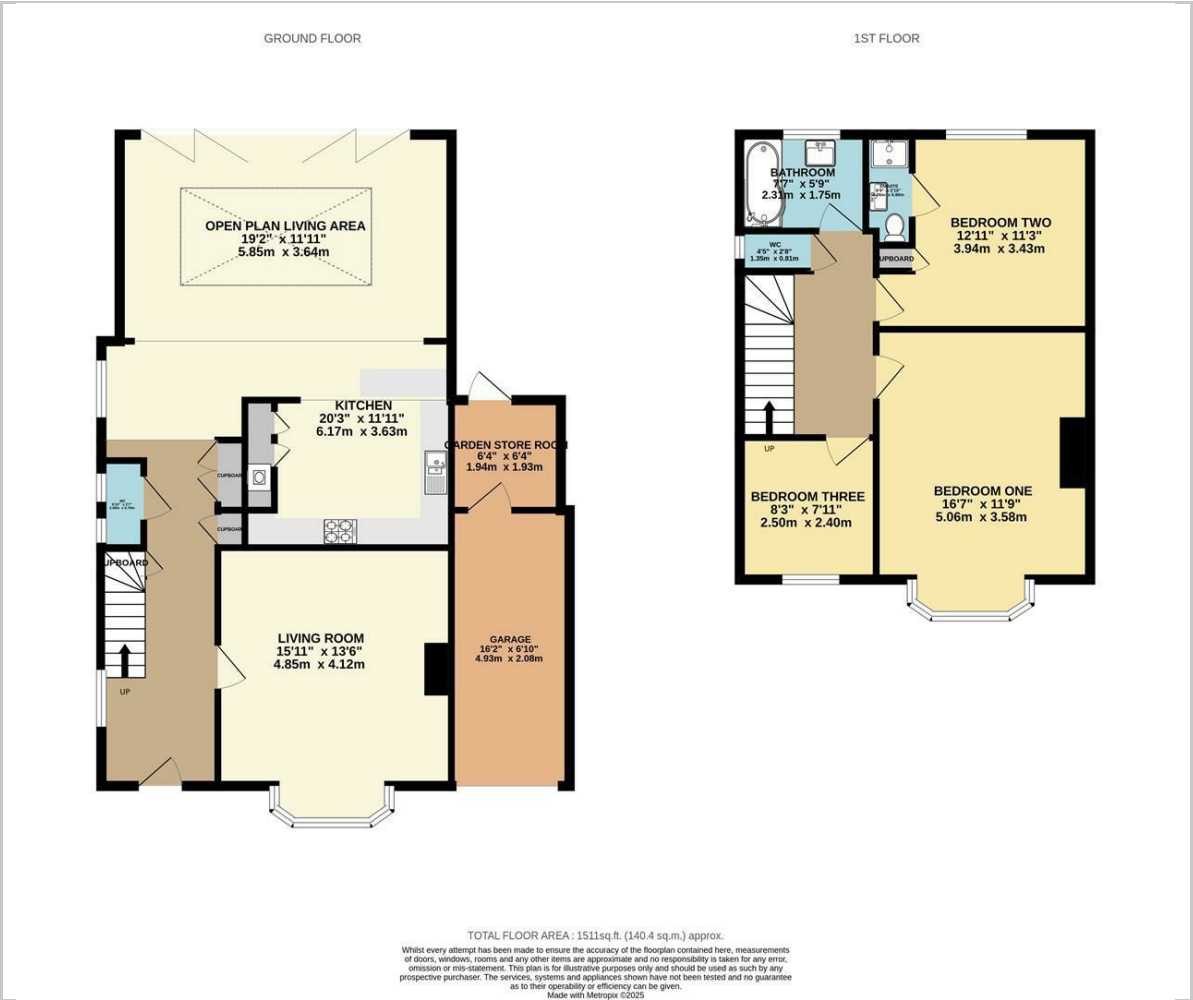 GROUND FLOOR
OPEN PLAN LIVING AREA
19'2" x 11'11"
5.85m x 3.64m
KITCHEN
20'3" x 11'11"
6.17m x 3.63m
GARDEN STORE ROOM
6'4" x 6'4"
1.94m x 1.93m
CUPBOARD
WC
CUPBOARD
UPBOARD
UP
LIVING ROOM
15'11" x 13'6"
4.85m x 4.12m
GARAGE
16'2" x 6'10"
4.93m x 2.08m
1ST FLOOR
BATHROOM
7'7" x 5'9"
2.31m x 1.75m
ENSUITE
WC
4'5" x 2'8"
1.35m x 0.81m
UPBOARD
BEDROOM TWO
12'11" x 11'3"
3.94m x 3.43m
UP
BEDROOM THREE
8'3" x 7'11"
2.50m x 2.40m
BEDROOM ONE
16'7" x 11'9"
5.06m x 3.58m
TOTAL FLOOR AREA : 1511sq.ft. (140.4 sq.m.) approx.
Whilst every attempt has been made to ensure the accuracy of the floorplan contained here, measurements
of doors, windows, rooms and any other items are approximate and no responsibility is taken for any error,
omission or mis-statement. This plan is for illustrative purposes only and should be used as such by any
prospective purchaser. The services, systems and appliances shown have not been tested and no guarantee
as to their operability or efficiency can be given.
Made with Metropix ©2025